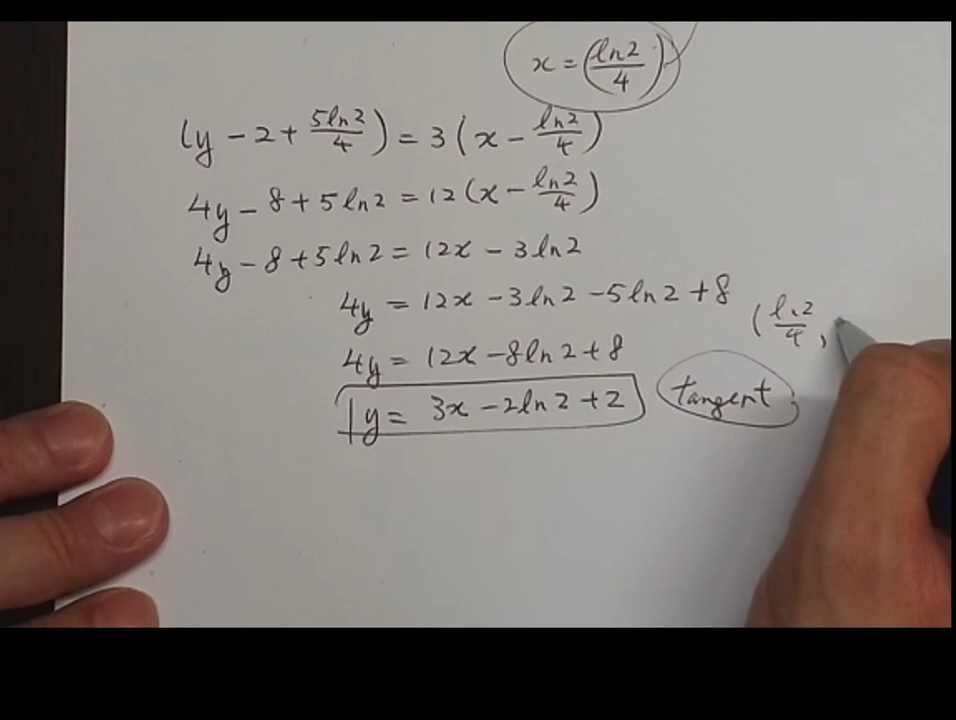 x = (ln2/4)
(y - 2 + 5ln2/4) = 3(x - ln2/4)
4y - 8 + 5ln2 = 12(x - ln2/4)
4y - 8 + 5ln2 = 12x - 3ln2
4y = 12x - 3ln2 - 5ln2 + 8
(ln2/4,
4y = 12x - 8ln2 + 8
y = 3x - 2ln2 + 2
tangent